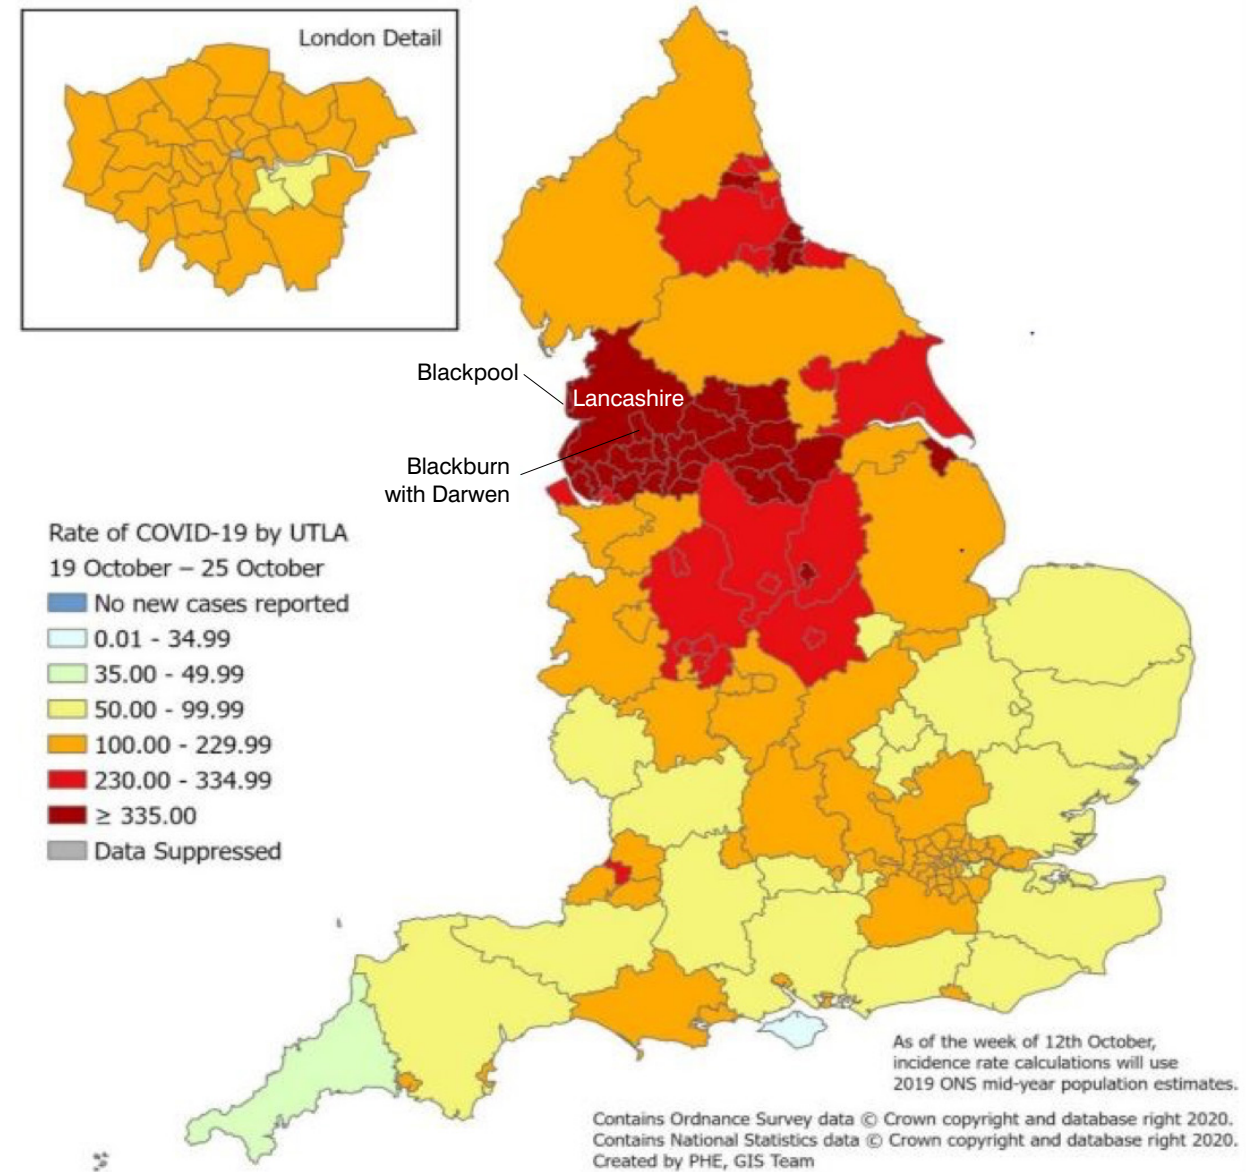 London Detail
Blackpool
Lancashire
Blackburn
with Darwen
Rate of COVID-19 by UTLA
19 October – 25 October
No new cases reported
0.01 - 34.99
35.00 - 49.99
50.00 - 99.99
100.00 - 229.99
230.00 - 334.99
≥ 335.00
Data Suppressed
As of the week of 12th October,
incidence rate calculations will use
2019 ONS mid-year population estimates.
Contains Ordnance Survey data © Crown copyright and database right 2020.
Contains National Statistics data © Crown copyright and database right 2020.
Created by PHE, GIS Team